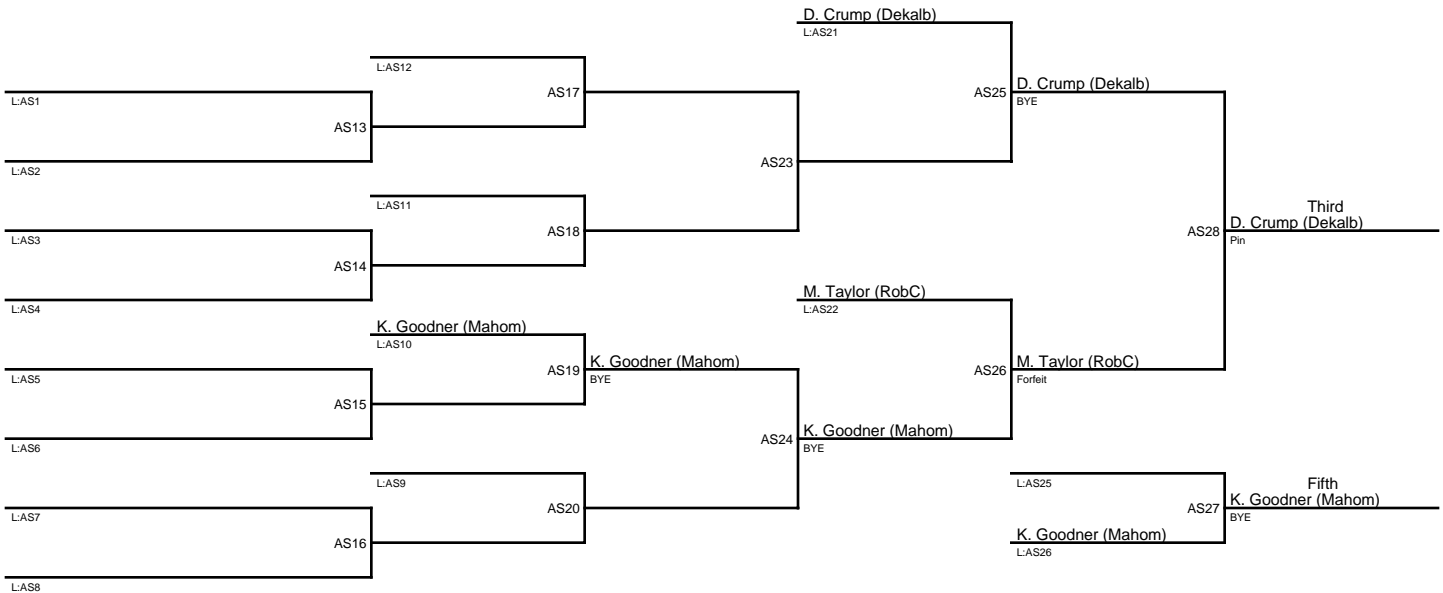 D. Crump (Dekalb)
L:AS21
L:AS12
AS17
AS25
D. Crump (Dekalb)
BYE
L:AS1
AS13
L:AS2
AS23
L:AS11
Third
D. Crump (Dekalb)
Pin
L:AS3
AS18
AS28
AS14
L:AS4
M. Taylor (RobC)
L:AS22
K. Goodner (Mahom)
L:AS10
AS19
K. Goodner (Mahom)
BYE
AS26
M. Taylor (RobC)
Forfeit
L:AS5
AS15
L:AS6
AS24
K. Goodner (Mahom)
BYE
L:AS9
L:AS25
Fifth
K. Goodner (Mahom)
BYE
L:AS7
AS20
AS27
AS16
K. Goodner (Mahom)
L:AS26
L:AS8